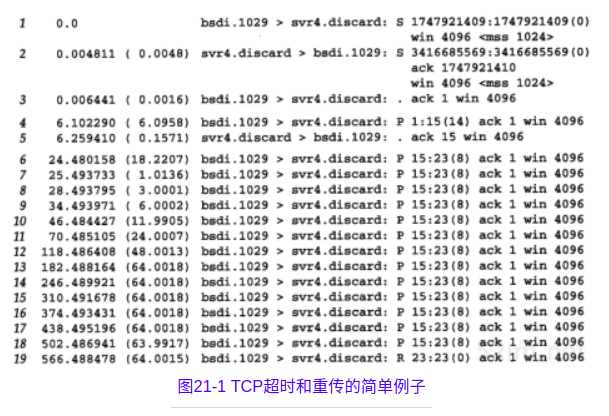 1 0.0 bsdi.1029 > svr4.discard: S 1747921409:1747921409(0)
win 4096 <mss 1024>
2 0.004811 ( 0.0048) svr4.discard > bsdi.1029: S 3416685569:3416685569(0)
ack 1747921410
win 4096 <mss 1024>
3 0.006441 ( 0.0016) bsdi.1029 > svr4.discard: . ack 1 win 4096
4 6.102290 ( 6.0958) bsdi.1029 > svr4.discard: P 1:15(14) ack 1 win 4096
5 6.259410 ( 0.1571) svr4.discard > bsdi.1029: . ack 15 win 4096
6 24.480158 (18.2207) bsdi.1029 > svr4.discard: P 15:23(8) ack 1 win 4096
7 25.493733 ( 1.0136) bsdi.1029 > svr4.discard: P 15:23(8) ack 1 win 4096
8 28.493795 ( 3.0001) bsdi.1029 > svr4.discard: P 15:23(8) ack 1 win 4096
9 34.493971 ( 6.0002) bsdi.1029 > svr4.discard: P 15:23(8) ack 1 win 4096
10 46.484427 (11.9905) bsdi.1029 > svr4.discard: P 15:23(8) ack 1 win 4096
11 70.485105 (24.0007) bsdi.1029 > svr4.discard: P 15:23(8) ack 1 win 4096
12 118.486408 (48.0013) bsdi.1029 > svr4.discard: P 15:23(8) ack 1 win 4096
13 182.488164 (64.0018) bsdi.1029 > svr4.discard: P 15:23(8) ack 1 win 4096
14 246.489921 (64.0018) bsdi.1029 > svr4.discard: P 15:23(8) ack 1 win 4096
15 310.491678 (64.0018) bsdi.1029 > svr4.discard: P 15:23(8) ack 1 win 4096
16 374.493431 (64.0018) bsdi.1029 > svr4.discard: P 15:23(8) ack 1 win 4096
17 438.495196 (64.0018) bsdi.1029 > svr4.discard: P 15:23(8) ack 1 win 4096
18 502.486941 (63.9917) bsdi.1029 > svr4.discard: P 15:23(8) ack 1 win 4096
19 566.488478 (64.0015) bsdi.1029 > svr4.discard: R 23:23(0) ack 1 win 4096
图21-1 TCP超时和重传的简单例子